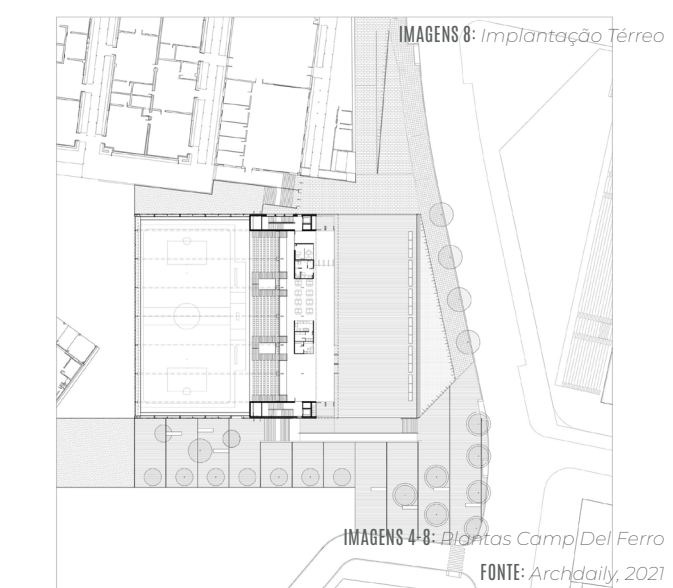 IMAGENS 8: Implantação Térreo
IMAGENS 4-8: Plantas Camp Del Ferro
FONTE: Archdaily, 2021